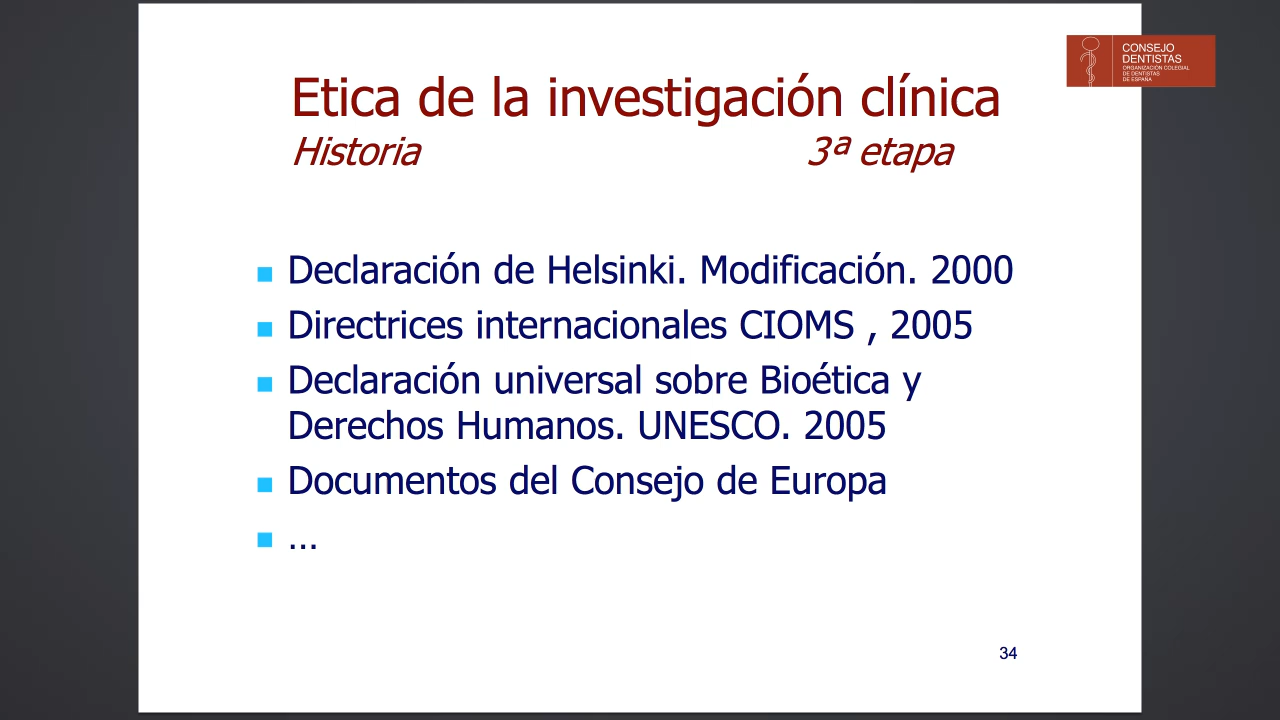 CONSEJO
DENTISTAS
ORGANIZACIÓN COLEGIAL
DE DENTISTAS
DE ESPAÑA
Etica de la investigación clínica
Historia 3ª etapa
Declaración de Helsinki. Modificación. 2000
Directrices internacionales CIOMS , 2005
Declaración universal sobre Bioética y
Derechos Humanos. UNESCO. 2005
Documentos del Consejo de Europa
...
34